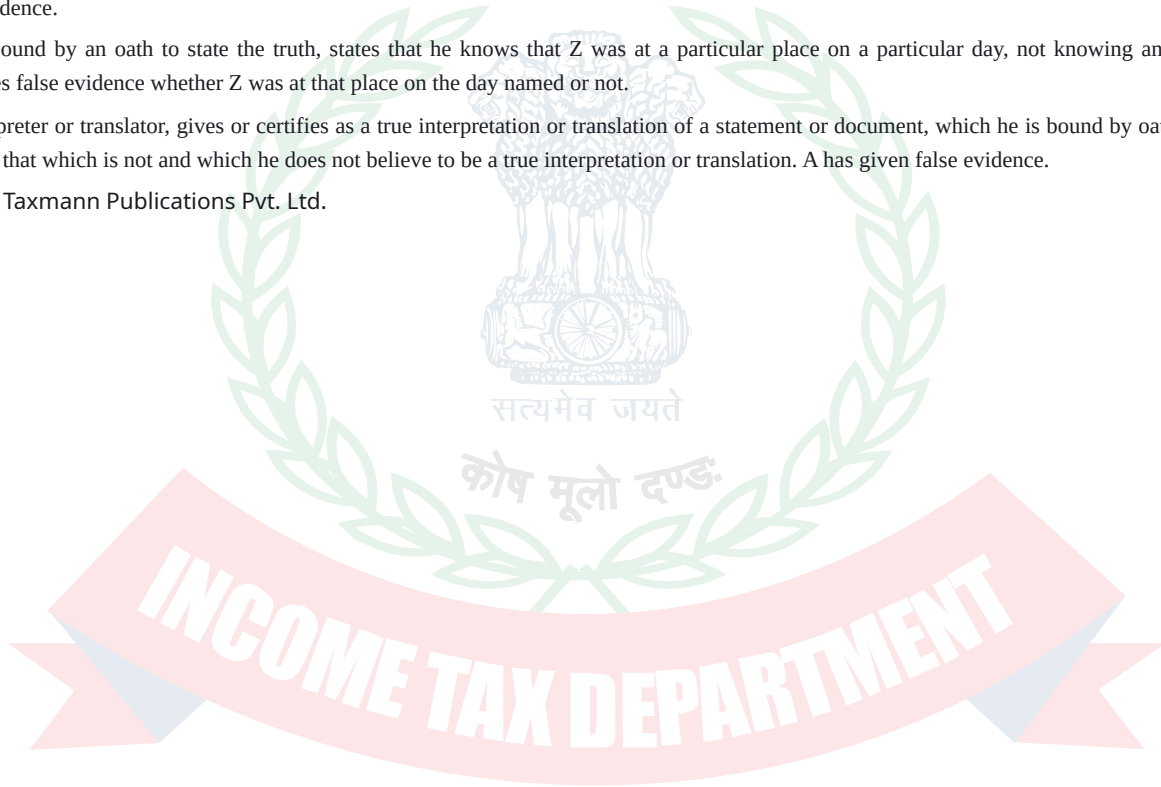 dence.
ound by an oath to state the truth, states that he knows that Z was at a particular place on a particular day, not knowing an
es false evidence whether Z was at that place on the day named or not.
preter or translator, gives or certifies as a true interpretation or translation of a statement or document, which he is bound by oat
that which is not and which he does not believe to be a true interpretation or translation. A has given false evidence.
Taxmann Publications Pvt. Ltd.
सत्यमेव जयते
कोष मूलो दण्डः
INCOME TAX DEPARTMENT